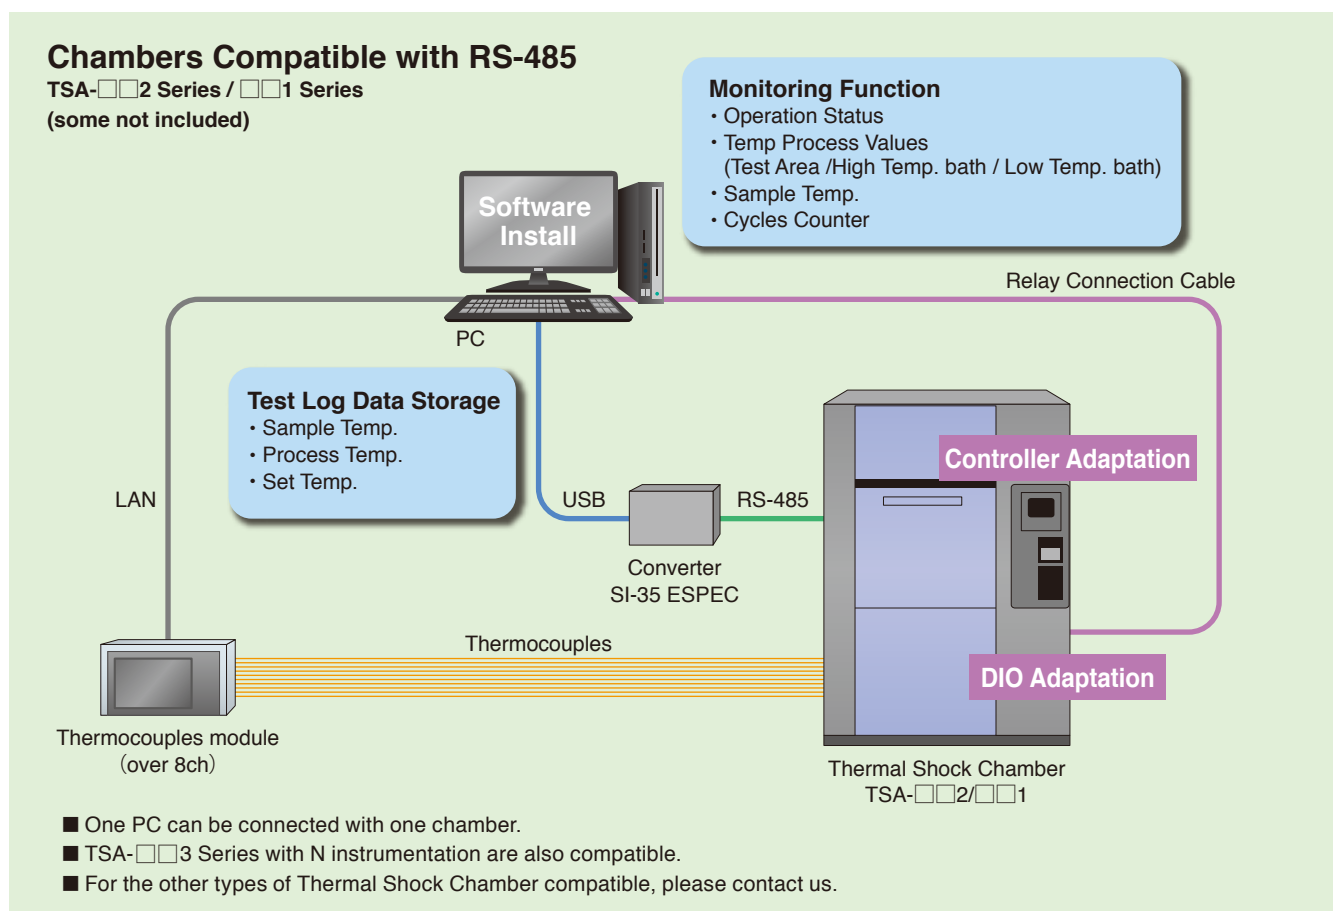 Chambers Compatible with RS-485
TSA-□□2 Series / □□1 Series
(some not included)
Monitoring Function
・Operation Status
・Temp Process Values
(Test Area /High Temp. bath / Low Temp. bath)
・Sample Temp.
・Cycles Counter
Software
Install
Relay Connection Cable
PC
Test Log Data Storage
・Sample Temp.
・Process Temp.
・Set Temp.
Controller Adaptation
LAN
USB
RS-485
Converter
SI-35 ESPEC
Thermocouples
DIO Adaptation
Thermocouples module
（over 8ch）
Thermal Shock Chamber
TSA-□□2/□□1
■ One PC can be connected with one chamber.
■ TSA-□□3 Series with N instrumentation are also compatible.
■ For the other types of Thermal Shock Chamber compatible, please contact us.